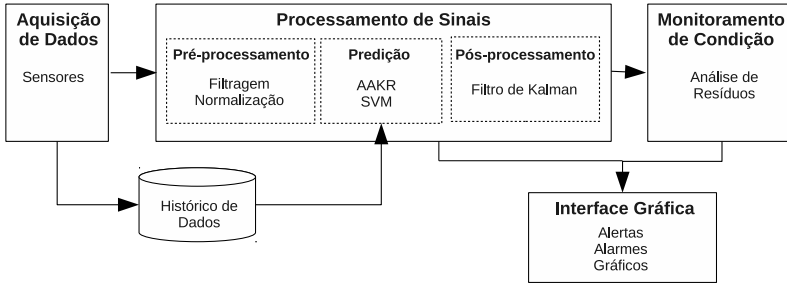 Aquisição
de Dados
Sensores
Processamento de Sinais
Pré-processamento
Filtragem
Normalização
Predição
AAKR
SVM
Pós-processamento
Filtro de Kalman
Monitoramento
de Condição
Análise de
Resíduos
Histórico de
Dados
Interface Gráfica
Alertas
Alarmes
Gráficos